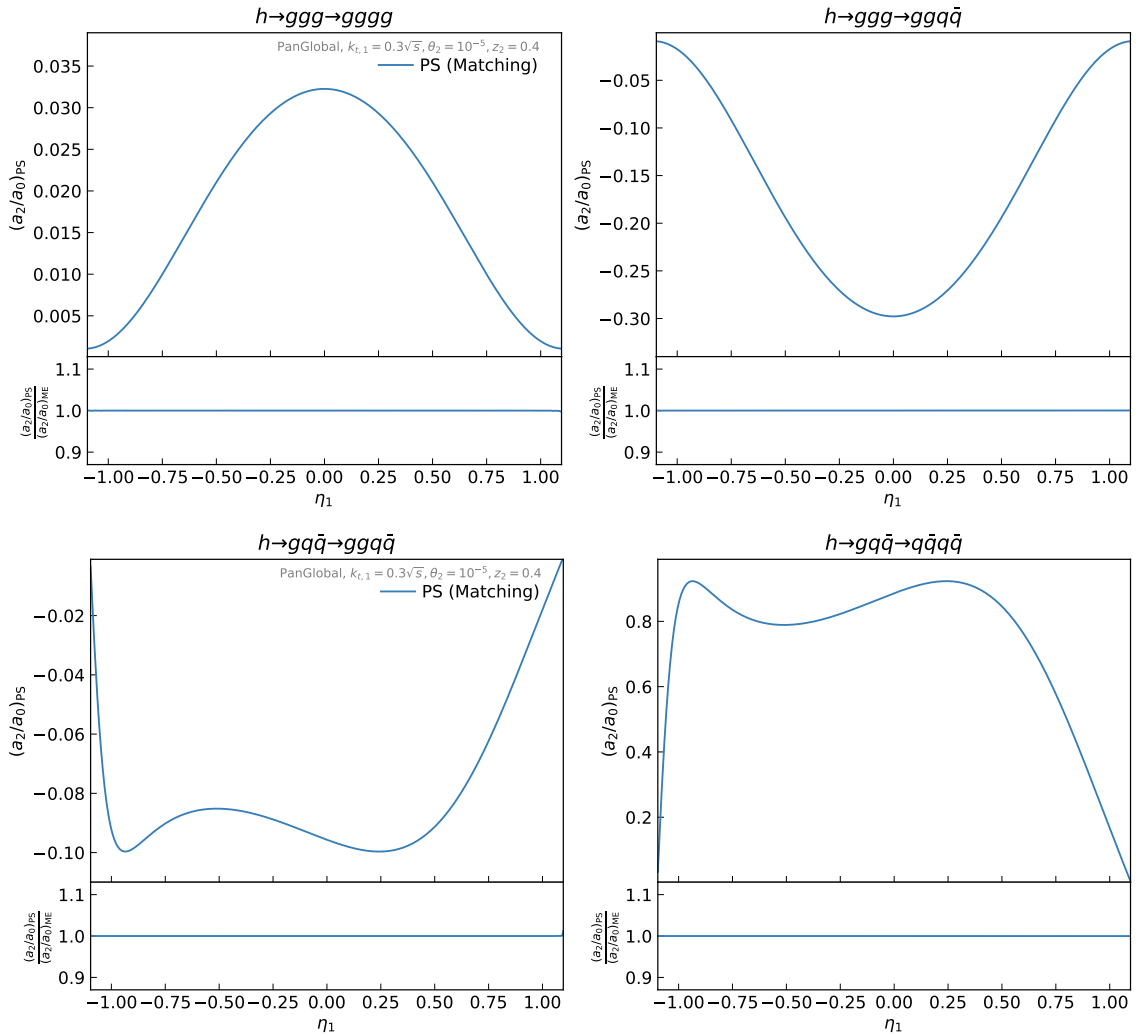 h→ggg→gggg
PanGlobal, k_{t,1} = 0.3√s, θ_2 = 10^{−5}, z_2 = 0.4
PS (Matching)
(a_2/a_0)_PS
0.035
0.030
0.025
0.020
0.015
0.010
0.005
(a_2/a_0)_PS
(a_2/a_0)_ME
1.1
1.0
0.9
−1.00 −0.75 −0.50 −0.25 0.00 0.25 0.50 0.75 1.00
η_1
h→ggg→ggqq̄
(a_2/a_0)_PS
−0.05
−0.10
−0.15
−0.20
−0.25
−0.30
(a_2/a_0)_PS
(a_2/a_0)_ME
1.1
1.0
0.9
−1.00 −0.75 −0.50 −0.25 0.00 0.25 0.50 0.75 1.00
η_1
h→gqq̄→ggqq̄
PanGlobal, k_{t,1} = 0.3√s, θ_2 = 10^{−5}, z_2 = 0.4
PS (Matching)
(a_2/a_0)_PS
−0.02
−0.04
−0.06
−0.08
−0.10
(a_2/a_0)_PS
(a_2/a_0)_ME
1.1
1.0
0.9
−1.00 −0.75 −0.50 −0.25 0.00 0.25 0.50 0.75 1.00
η_1
h→gqq̄→qq̄qq̄
(a_2/a_0)_PS
0.8
0.6
0.4
0.2
(a_2/a_0)_PS
(a_2/a_0)_ME
1.1
1.0
0.9
−1.00 −0.75 −0.50 −0.25 0.00 0.25 0.50 0.75 1.00
η_1